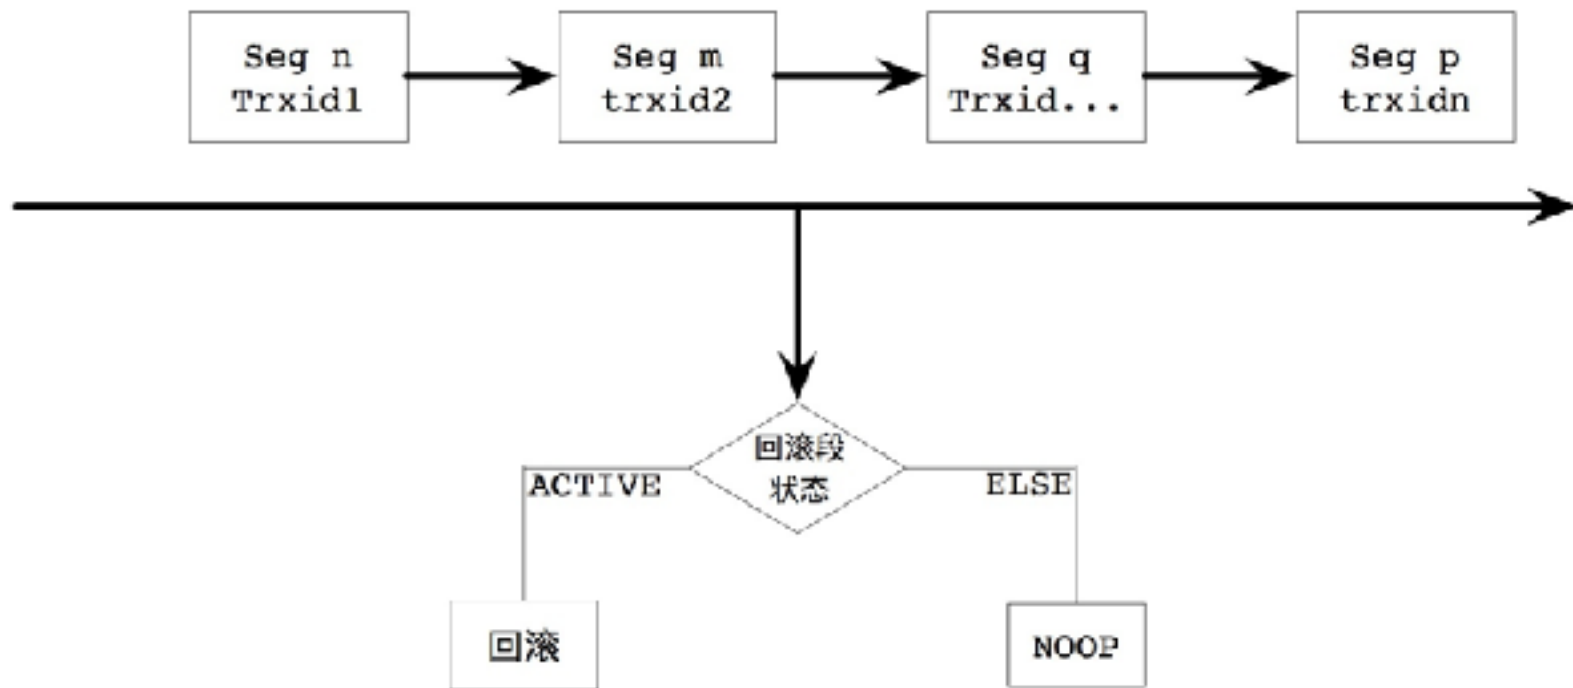 Seg n
Trxid1
Seg m
trxid2
Seg q
Trxid...
Seg p
trxidn
回滚段
状态
ACTIVE
ELSE
回滚
NOOP